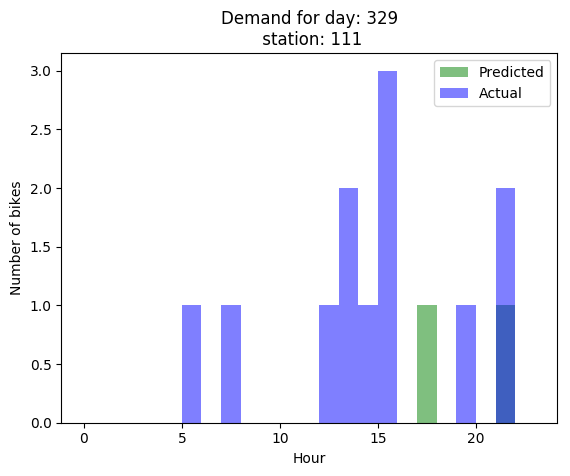 Demand for day: 329
station: 111
Predicted
Actual
Number of bikes
3.0
2.5
2.0
1.5
1.0
0.5
0.0
0
5
10
15
20
Hour